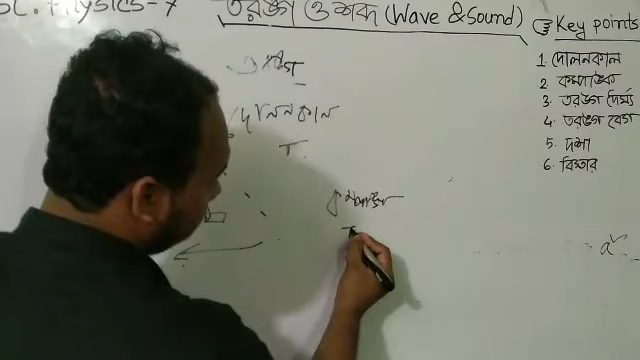 SC. Physics-7
তরঙ্গ ও শব্দ (Wave & Sound)
Key points
1. দোলনকাল
2 কম্পাঙ্ক
3. তরঙ্গ দৈর্ঘ্য
4. তরঙ্গ বেগ
5. দশা
6. বিস্তার
দোলনকাল
T
কম্পাঙ্ক
a